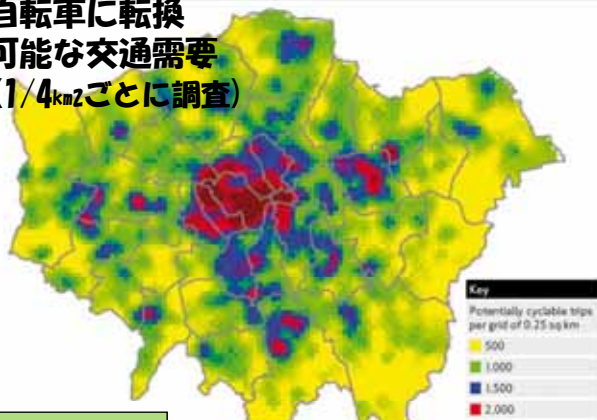 自転車に転換
可能な交通需要
(1/4km2ごとに調査)
Key
Potentially cyclable trips
per grid of 0.25 sq km
500
1,000
1,500
2,000